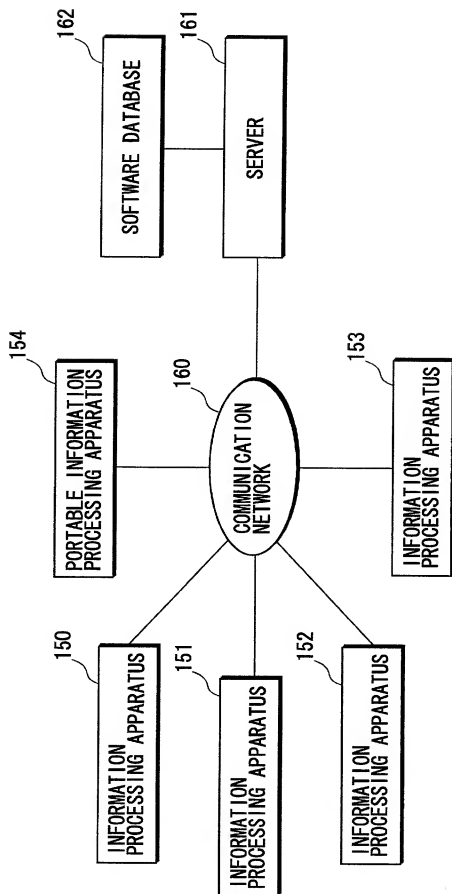 150
INFORMATION
PROCESSING APPARATUS
151
INFORMATION
PROCESSING APPARATUS
152
INFORMATION
PROCESSING APPARATUS
154
PORTABLE INFORMATION
PROCESSING APPARATUS
160
COMMUNICATION
NETWORK
153
INFORMATION
PROCESSING APPARATUS
162
SOFTWARE DATABASE
161
SERVER